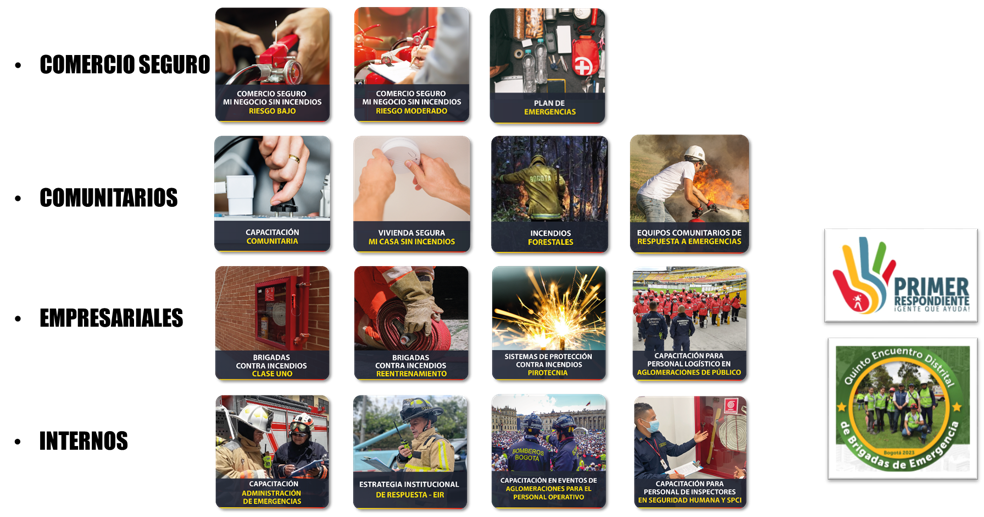 • COMERCIO SEGURO
COMERCIO SEGURO
MI NEGOCIO SIN INCENDIOS
RIESGO BAJO
COMERCIO SEGURO
MI NEGOCIO SIN INCENDIOS
RIESGO MODERADO
PLAN DE
EMERGENCIAS
• COMUNITARIOS
CAPACITACIÓN
COMUNITARIA
VIVIENDA SEGURA
MI CASA SIN INCENDIOS
BOGOTÁ
INCENDIOS
FORESTALES
EQUIPOS COMUNITARIOS DE
RESPUESTA A EMERGENCIAS
• EMPRESARIALES
BRIGADAS
CONTRA INCENDIOS
CLASE UNO
BRIGADAS
CONTRA INCENDIOS
REENTRENAMIENTO
SISTEMAS DE PROTECCIÓN
CONTRA INCENDIOS
PIROTECNIA
CAPACITACIÓN PARA
PERSONAL LOGÍSTICO EN
AGLOMERACIONES DE PÚBLICO
• INTERNOS
CAPACITACIÓN
ADMINISTRACIÓN
DE EMERGENCIAS
ESTRATEGIA INSTITUCIONAL
DE RESPUESTA - EIR
BOMBEROS
BOGOTÁ
CAPACITACIÓN EN EVENTOS DE
AGLOMERACIONES PARA EL
PERSONAL OPERATIVO
CAPACITACIÓN PARA
PERSONAL DE INSPECTORES
EN SEGURIDAD HUMANA Y SPCI
PRIMER
RESPONDIENTE
¡GENTE QUE AYUDA!
Quinto Encuentro Distrital
de Brigadas de Emergencia
Bogotá 2023